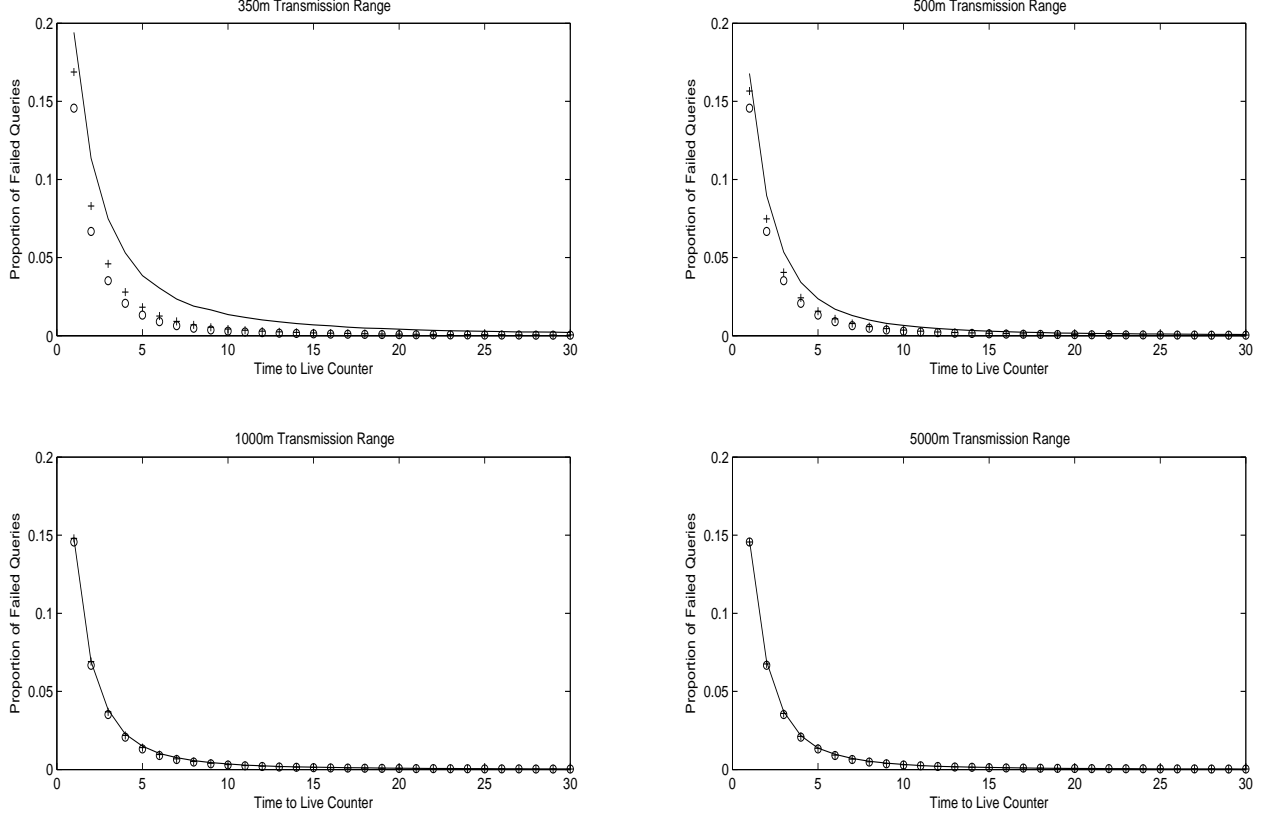 350m Transmission Range
0.2
0.15
0.1
0.05
0
Proportion of Failed Queries
0 5 10 15 20 25 30
Time to Live Counter
500m Transmission Range
0.2
0.15
0.1
0.05
0
Proportion of Failed Queries
0 5 10 15 20 25 30
Time to Live Counter
1000m Transmission Range
0.2
0.15
0.1
0.05
0
Proportion of Failed Queries
0 5 10 15 20 25 30
Time to Live Counter
5000m Transmission Range
0.2
0.15
0.1
0.05
0
Proportion of Failed Queries
0 5 10 15 20 25 30
Time to Live Counter